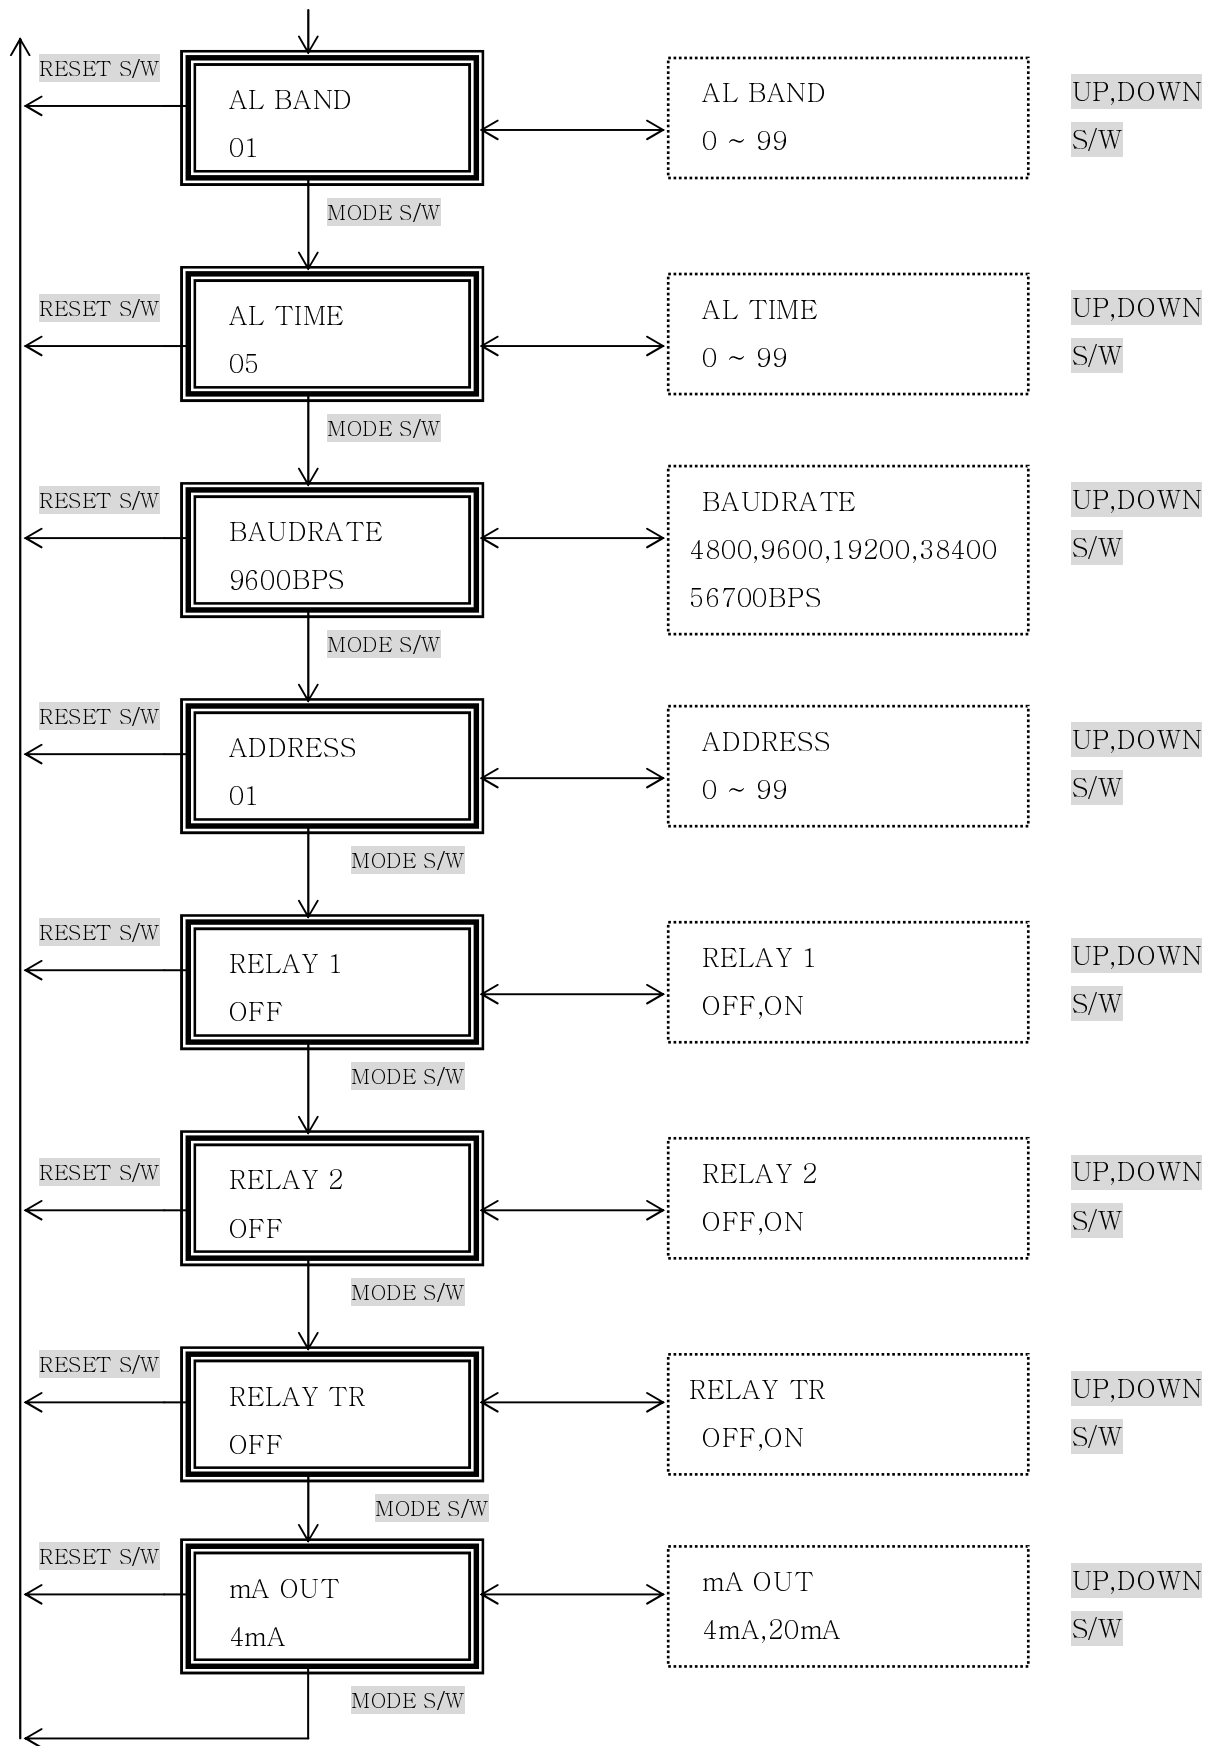 RESET S/W
AL BAND
01
AL BAND
0 ~ 99
UP,DOWN
S/W
MODE S/W
RESET S/W
AL TIME
05
AL TIME
0 ~ 99
UP,DOWN
S/W
MODE S/W
RESET S/W
BAUDRATE
9600BPS
BAUDRATE
4800,9600,19200,38400
56700BPS
UP,DOWN
S/W
MODE S/W
RESET S/W
ADDRESS
01
ADDRESS
0 ~ 99
UP,DOWN
S/W
MODE S/W
RESET S/W
RELAY 1
OFF
RELAY 1
OFF,ON
UP,DOWN
S/W
MODE S/W
RESET S/W
RELAY 2
OFF
RELAY 2
OFF,ON
UP,DOWN
S/W
MODE S/W
RESET S/W
RELAY TR
OFF
RELAY TR
OFF,ON
UP,DOWN
S/W
MODE S/W
RESET S/W
mA OUT
4mA
mA OUT
4mA,20mA
UP,DOWN
S/W
MODE S/W